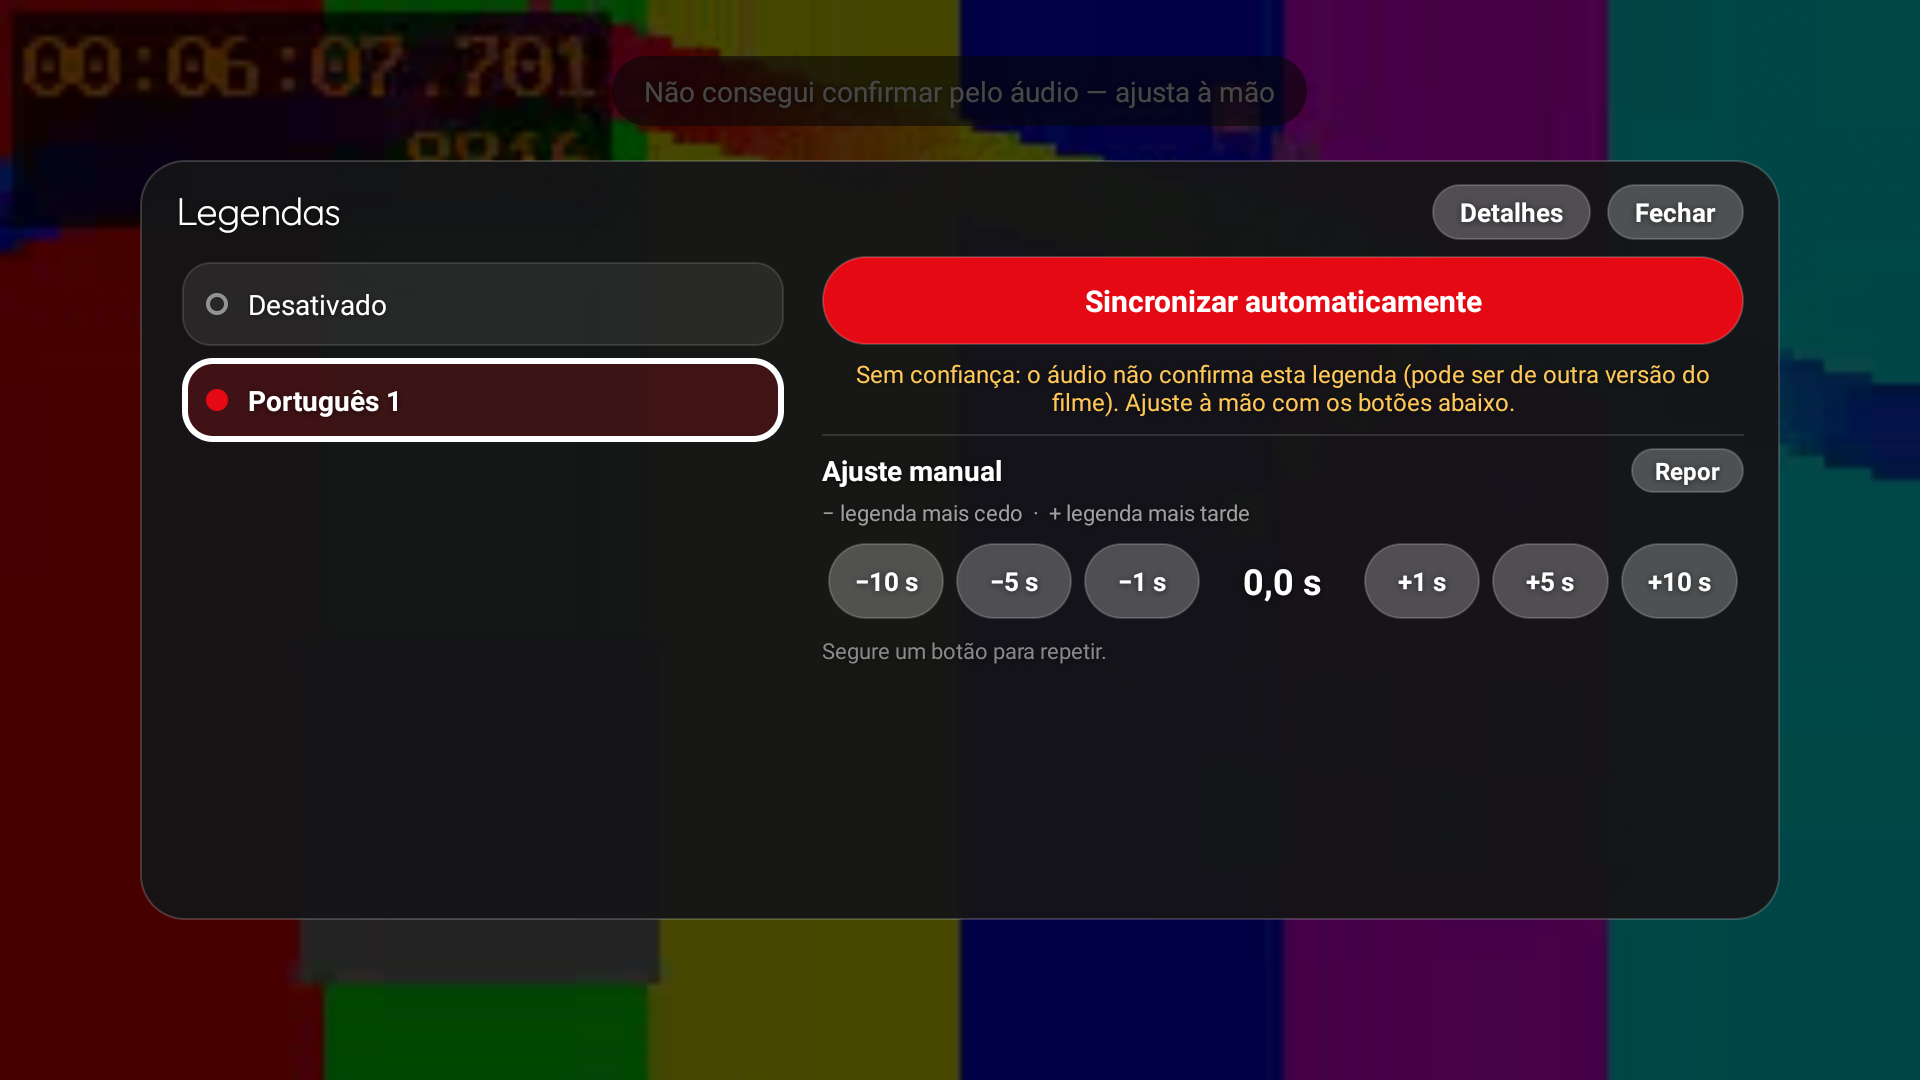 00:06:07.701
Não consegui confirmar pelo áudio — ajusta à mão
8816
Legendas
Detalhes
Fechar
Desativado
Português 1
Sincronizar automaticamente
Sem confiança: o áudio não confirma esta legenda (pode ser de outra versão do
filme). Ajuste à mão com os botões abaixo.
Ajuste manual
Repor
− legenda mais cedo · + legenda mais tarde
−10 s
−5 s
−1 s
0,0 s
+1 s
+5 s
+10 s
Segure um botão para repetir.